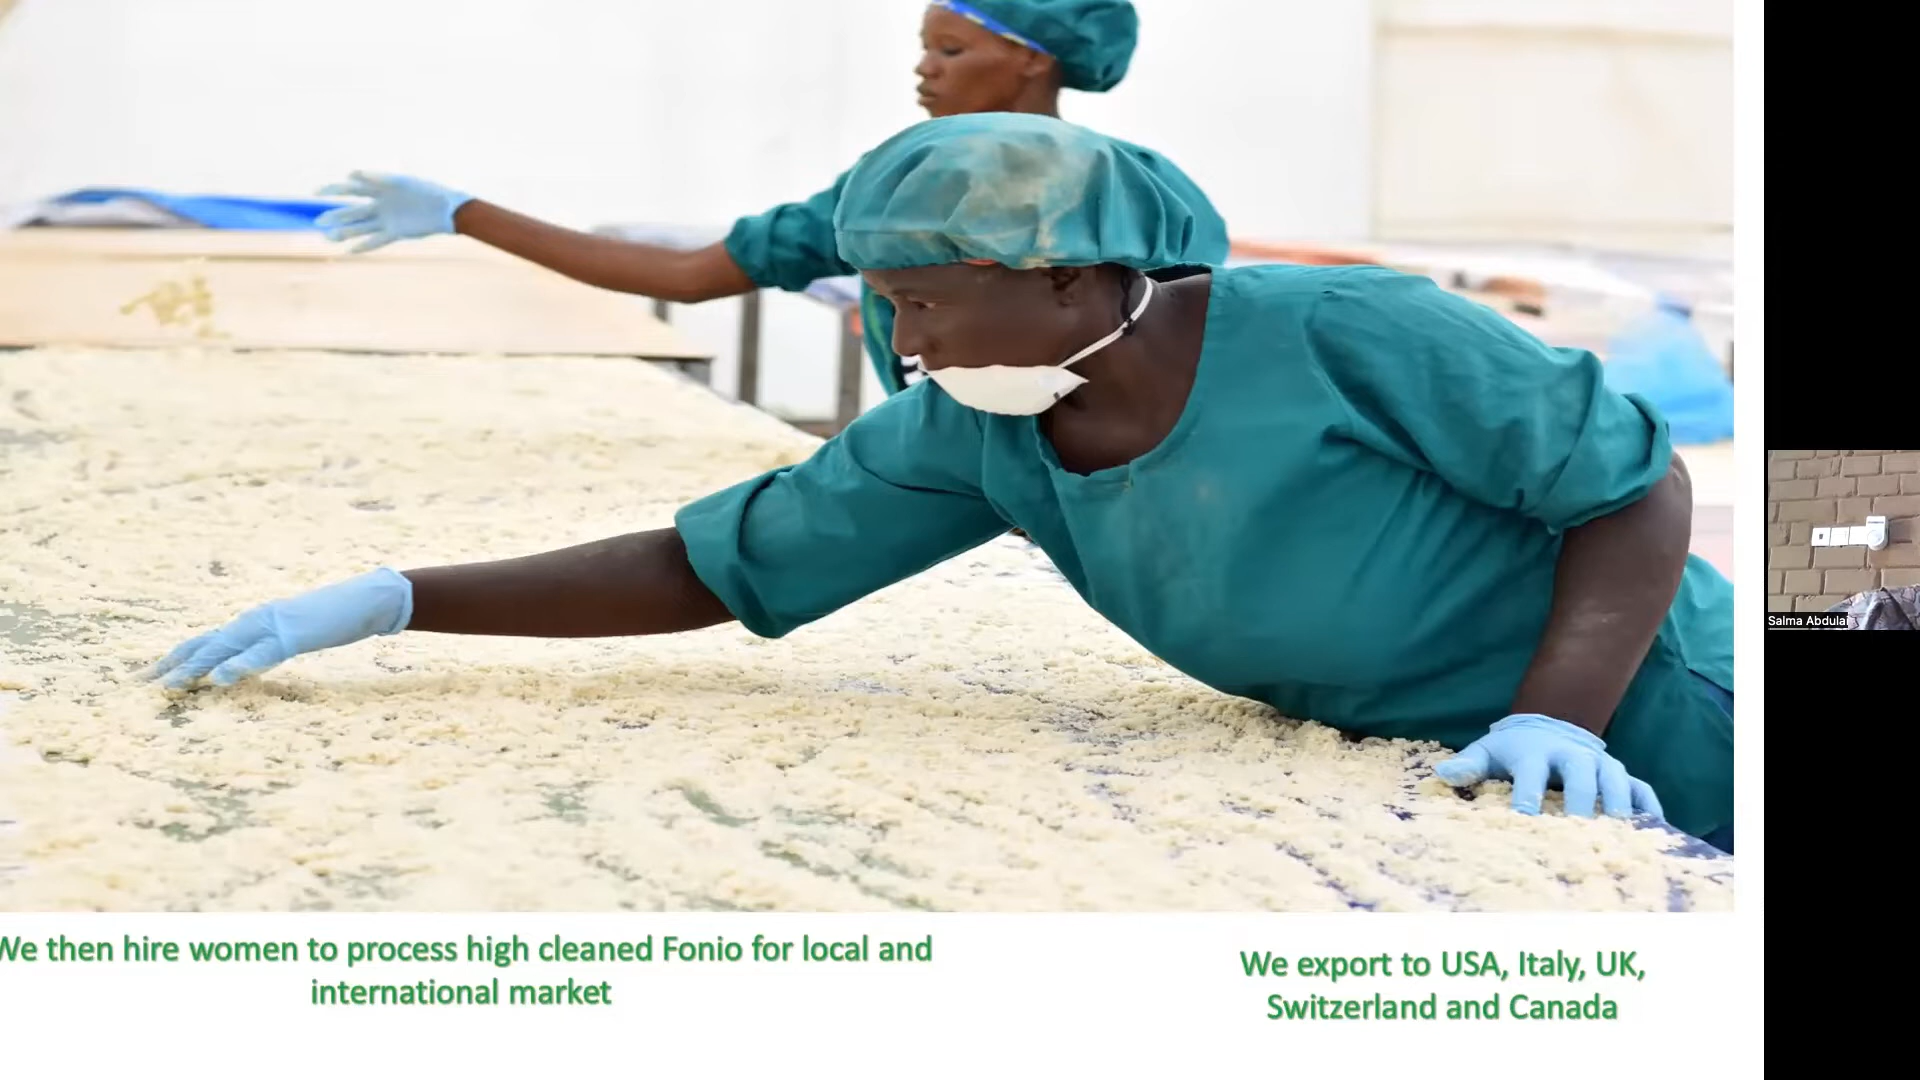 We then hire women to process high cleaned Fonio for local and
international market
We export to USA, Italy, UK,
Switzerland and Canada
Salma Abdulai